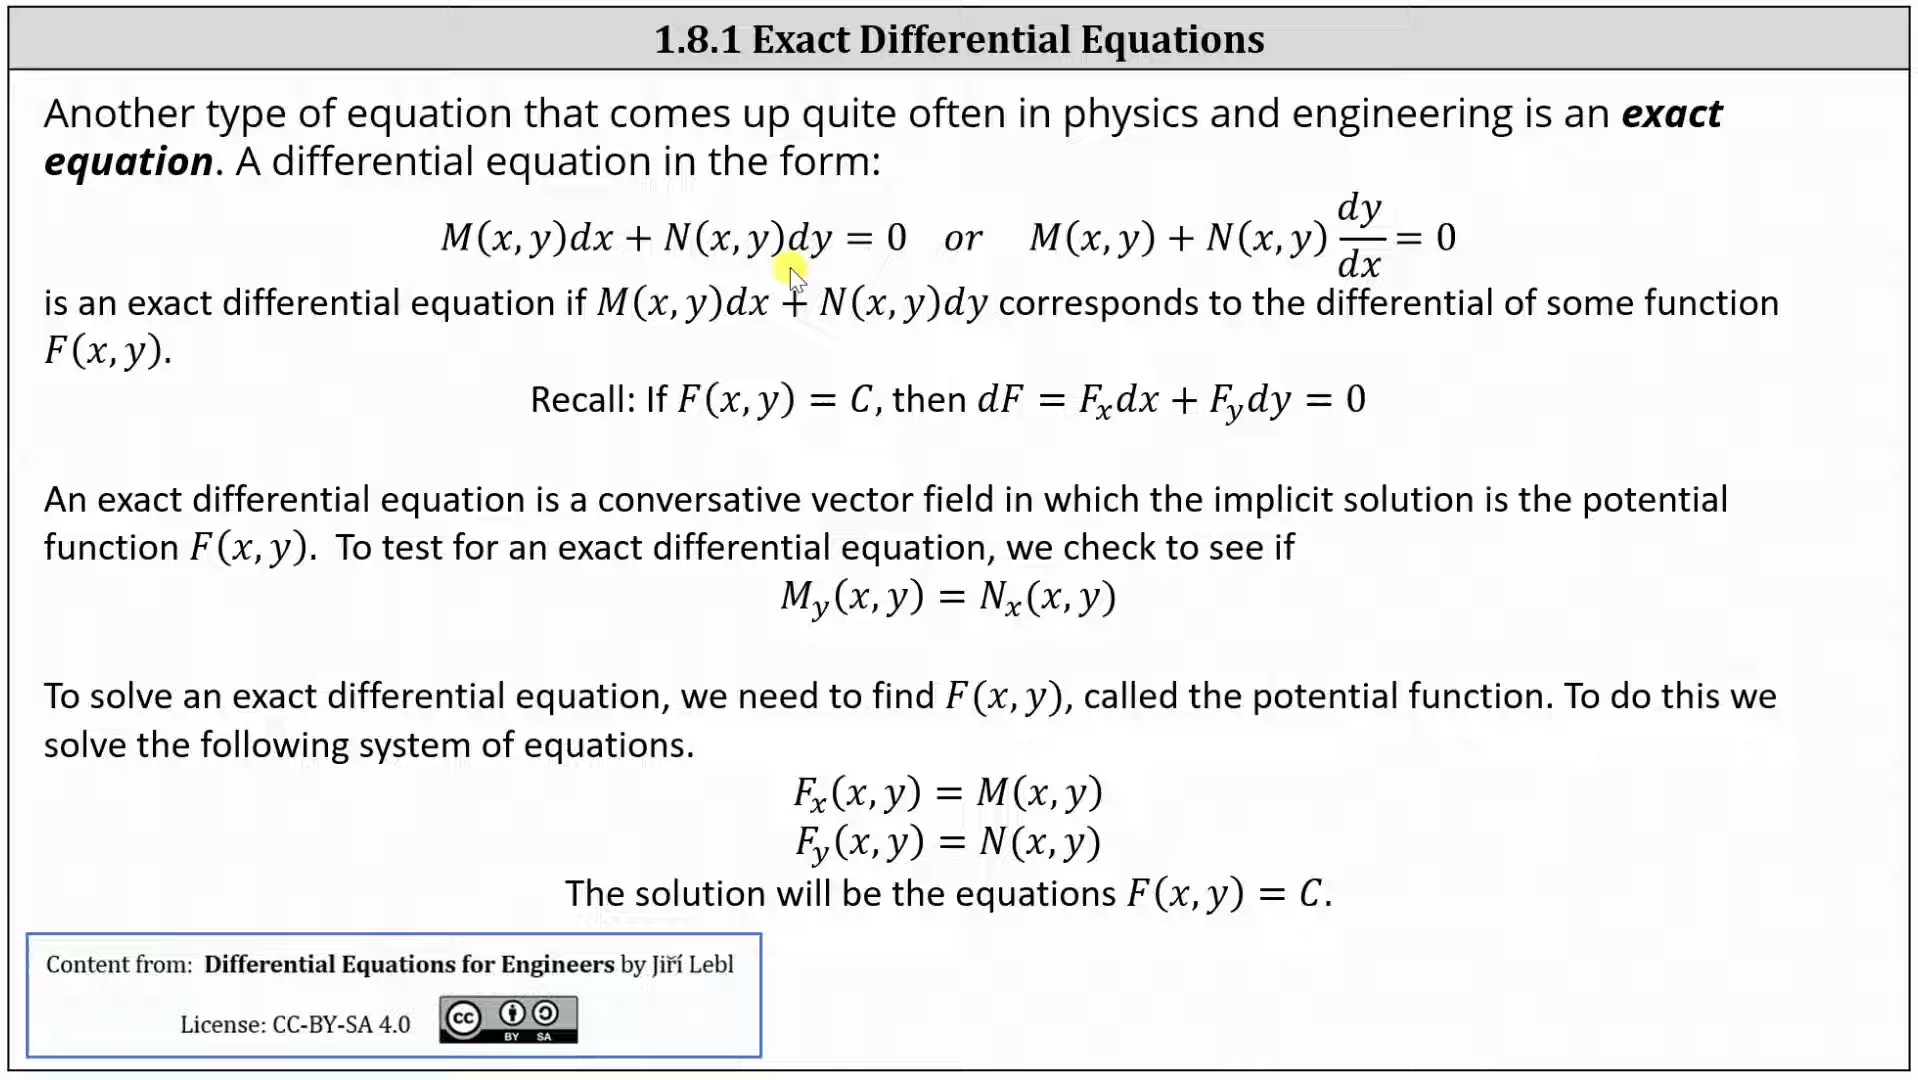 1.8.1 Exact Differential Equations
Another type of equation that comes up quite often in physics and engineering is an exact
equation. A differential equation in the form:
M(x, y)dx + N(x, y)dy = 0 or M(x, y) + N(x, y) dy/dx = 0
is an exact differential equation if M(x, y)dx + N(x, y)dy corresponds to the differential of some function
F(x, y).
Recall: If F(x, y) = C, then dF = F_x dx + F_y dy = 0
An exact differential equation is a conversative vector field in which the implicit solution is the potential
function F(x, y). To test for an exact differential equation, we check to see if
M_y(x, y) = N_x(x, y)
To solve an exact differential equation, we need to find F(x, y), called the potential function. To do this we
solve the following system of equations.
F_x(x, y) = M(x, y)
F_y(x, y) = N(x, y)
The solution will be the equations F(x, y) = C.
Content from: Differential Equations for Engineers by Jiří Lebl
License: CC-BY-SA 4.0
cc BY SA